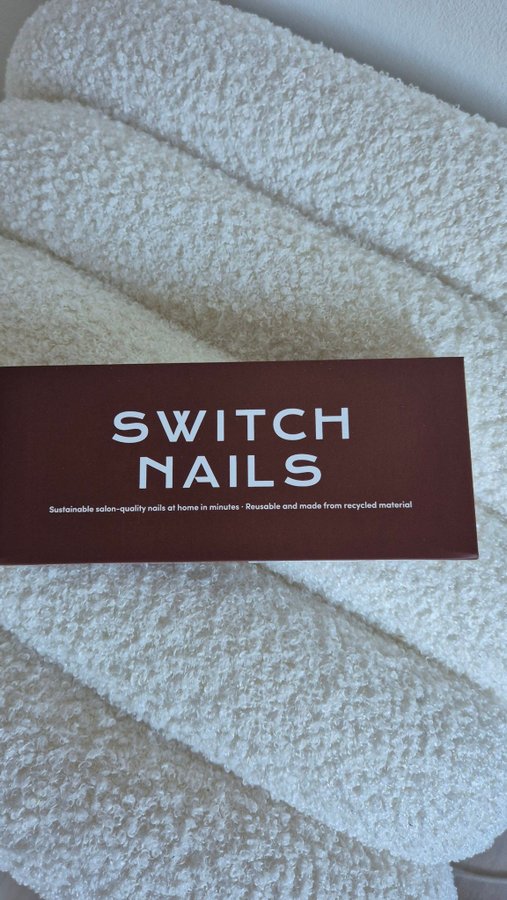 SWITCH
NAILS
Sustainable salon-quality nails at home in minutes · Reusable and made from recycled material